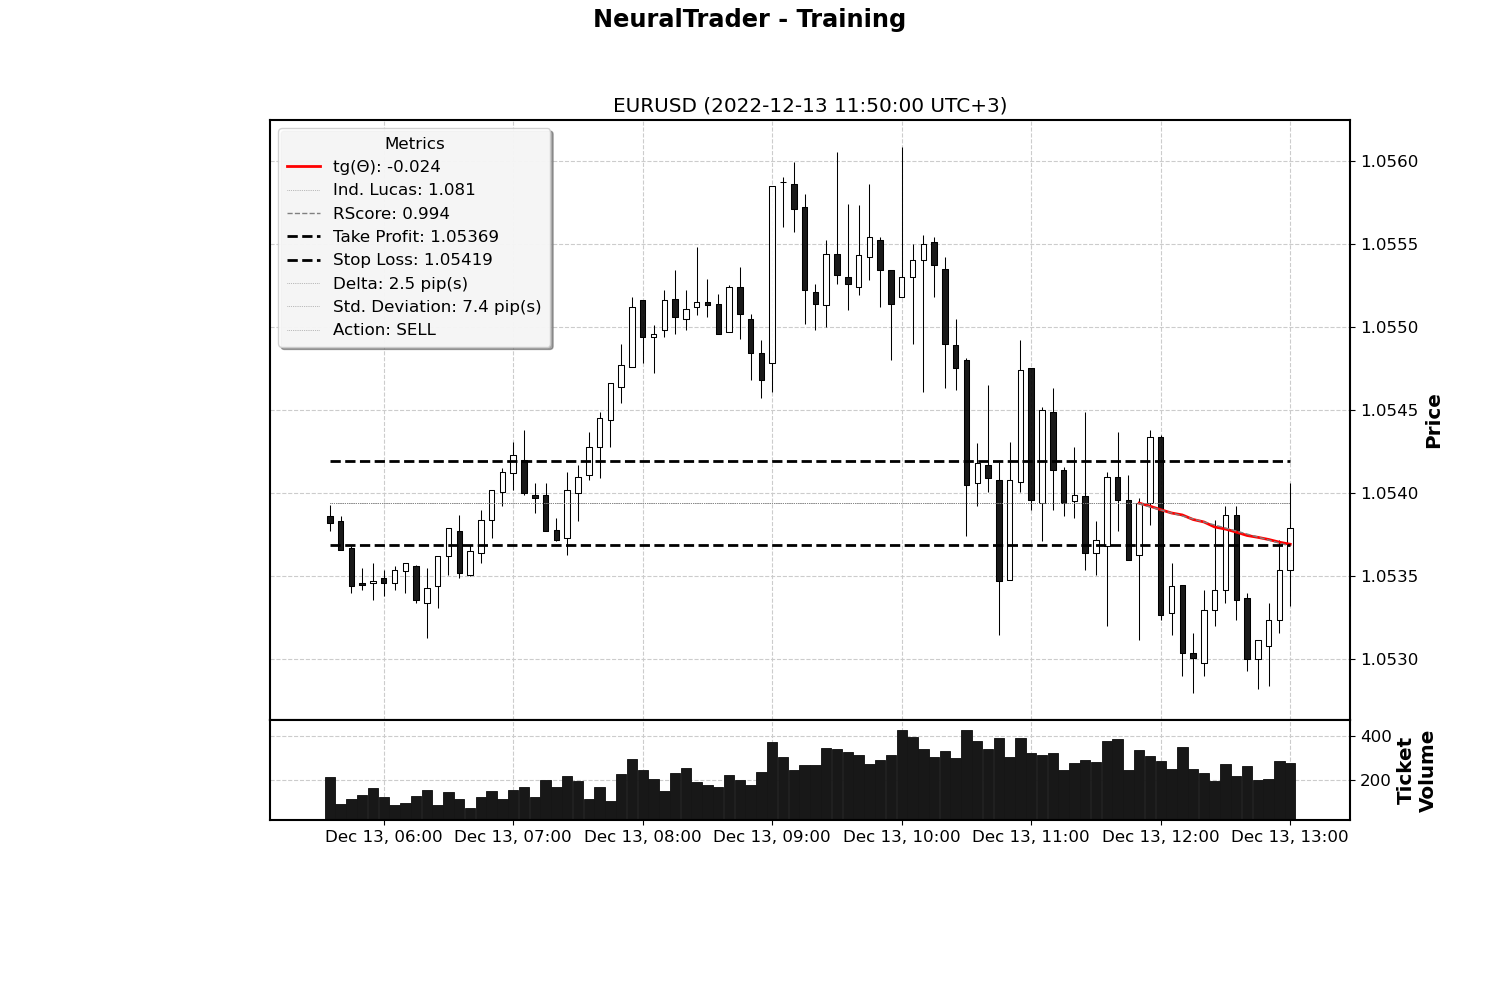 NeuralTrader - Training
EURUSD (2022-12-13 11:50:00 UTC+3)
Metrics
tg(Θ): -0.024
Ind. Lucas: 1.081
RScore: 0.994
Take Profit: 1.05369
Stop Loss: 1.05419
Delta: 2.5 pip(s)
Std. Deviation: 7.4 pip(s)
Action: SELL
1.0560
1.0555
1.0550
1.0545
1.0540
1.0535
1.0530
Price
400
200
Ticket
Volume
Dec 13, 06:00
Dec 13, 07:00
Dec 13, 08:00
Dec 13, 09:00
Dec 13, 10:00
Dec 13, 11:00
Dec 13, 12:00
Dec 13, 13:00